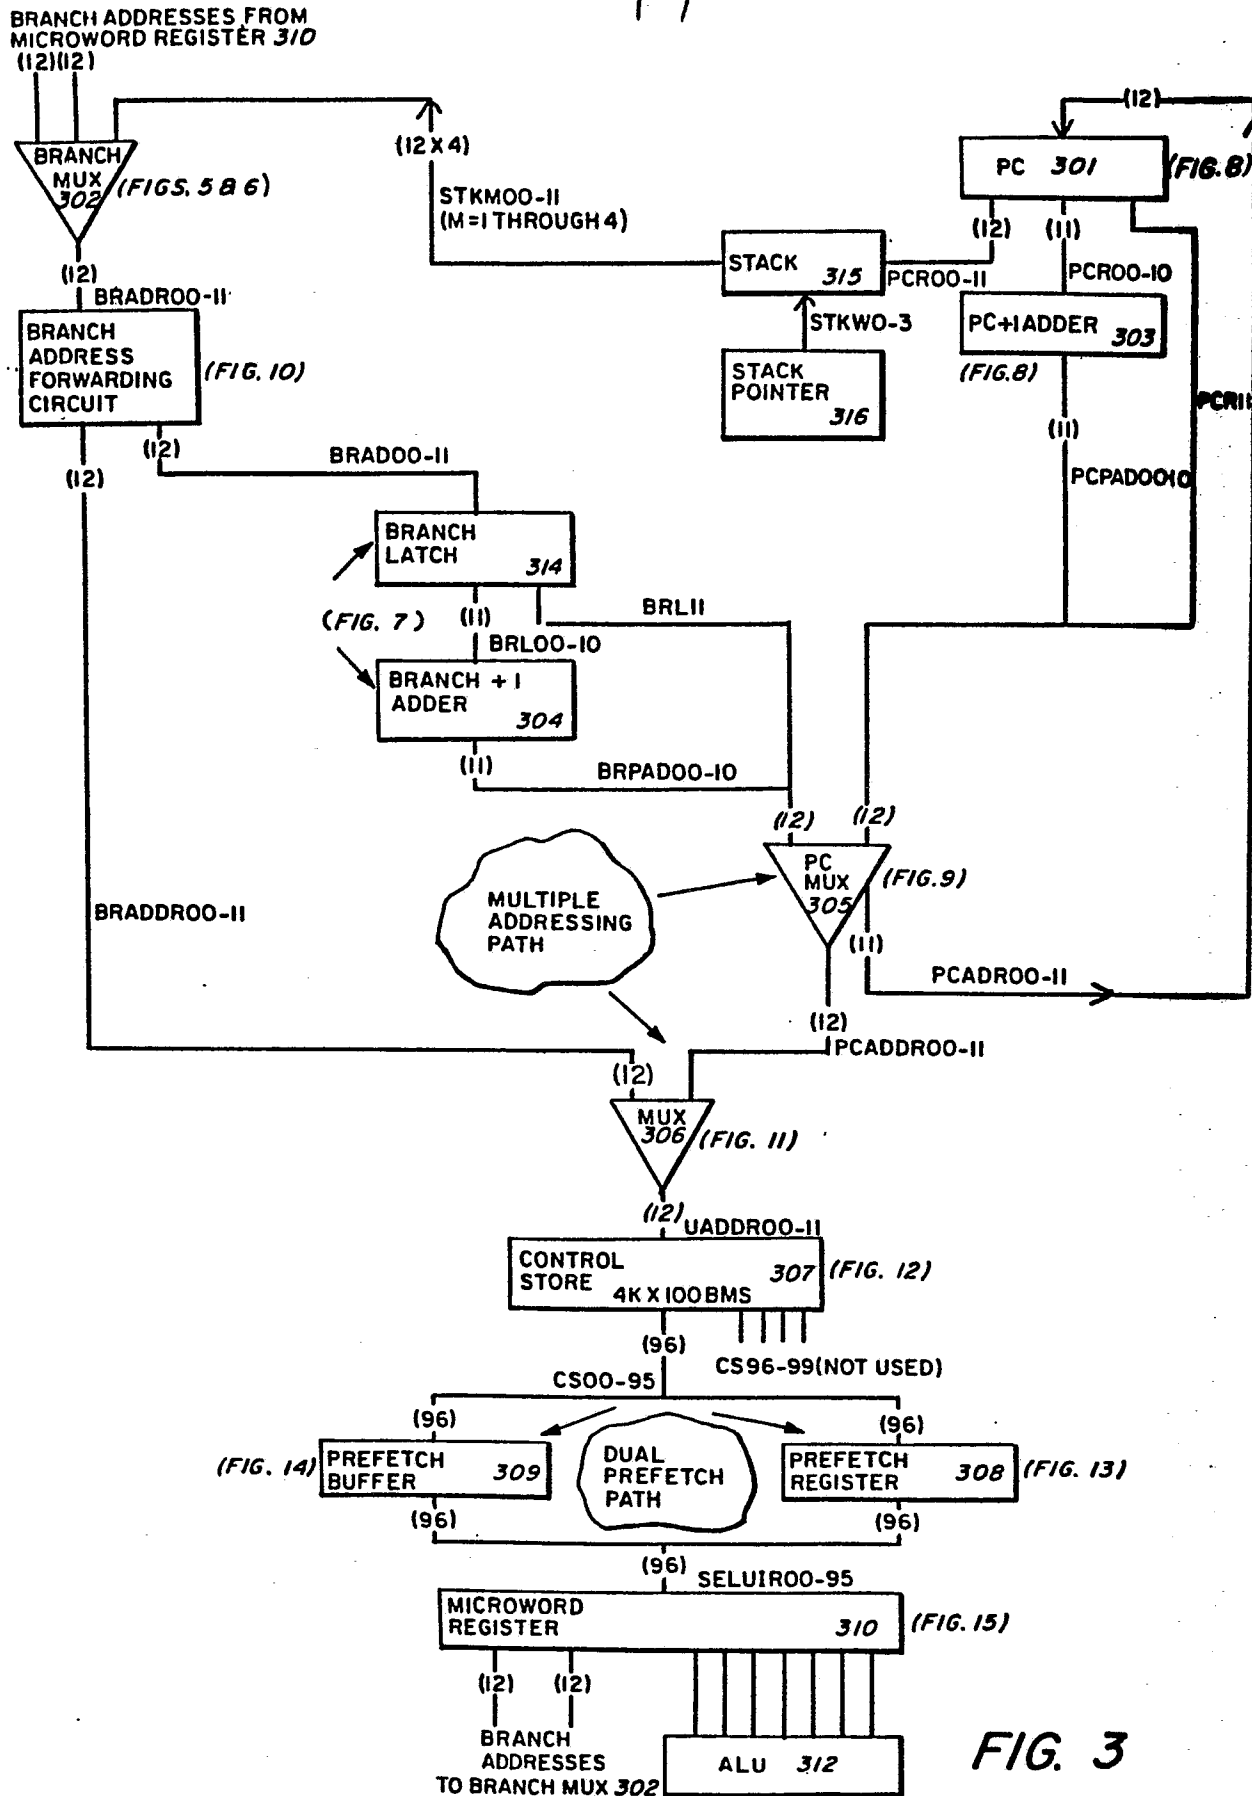 BRANCH ADDRESSES FROM
MICROWORD REGISTER 310
(12)(12)
(12)
BRANCH
MUX
302
(FIGS. 5 & 6)
(12X4)
STKM00-11
(M=1 THROUGH 4)
PC 301
(FIG. 8)
(12)
(11)
STACK
315
PCR00-11
PCR00-10
STKW0-3
PC+1 ADDER
303
(FIG.8)
STACK
POINTER
316
PCR11
(11)
PCPAD00-10
(12)
BRADR00-11
BRANCH
ADDRESS
FORWARDING
CIRCUIT
(FIG. 10)
(12)
(12)
BRAD00-11
BRANCH
LATCH
314
(FIG. 7)
(11)
BRL11
BRL00-10
BRANCH + 1
ADDER
304
(11)
BRPAD00-10
(12)
(12)
PC
MUX
305
(FIG.9)
MULTIPLE
ADDRESSING
PATH
BRADDR00-11
(11)
PCADR00-11
(12)
PCADDR00-11
(12)
MUX
306
(FIG. 11)
(12)
UADDR00-11
CONTROL
STORE
307
4K X 100 BMS
(FIG. 12)
(96)
CS96-99(NOT USED)
CS00-95
(96)
(96)
(FIG. 14)
PREFETCH
BUFFER
309
DUAL
PREFETCH
PATH
PREFETCH
REGISTER
308
(FIG. 13)
(96)
(96)
(96)
SELUIR00-95
MICROWORD
REGISTER
310
(FIG. 15)
(12)
(12)
BRANCH
ADDRESSES
TO BRANCH MUX 302
ALU 312
FIG. 3